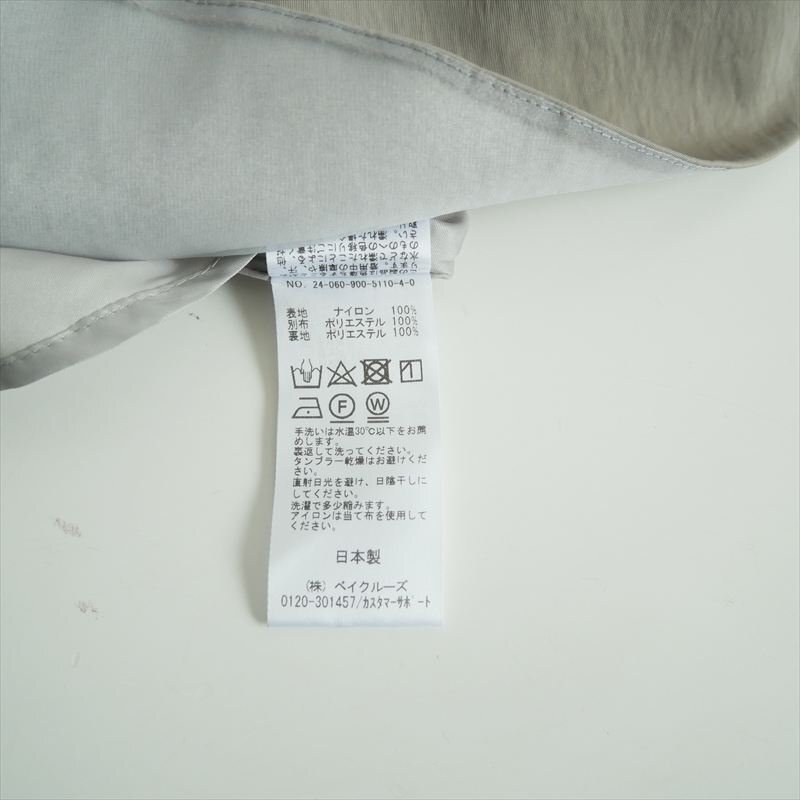 NO. 24-060-900-5110-4-0
表地 ナイロン 100%
別布 ポリエステル 100%
裏地 ポリエステル 100%
F W
手洗いは水温30℃以下をお薦
めします。
裏返して洗ってください。
タンブラー乾燥はお避けくだ
さい。
直射日光を避け、日陰干しに
してください。
洗濯で多少縮みます。
アイロンは当て布を使用して
ください。
日本製
(株) ベイクルーズ
0120-301457/カスタマーサポート